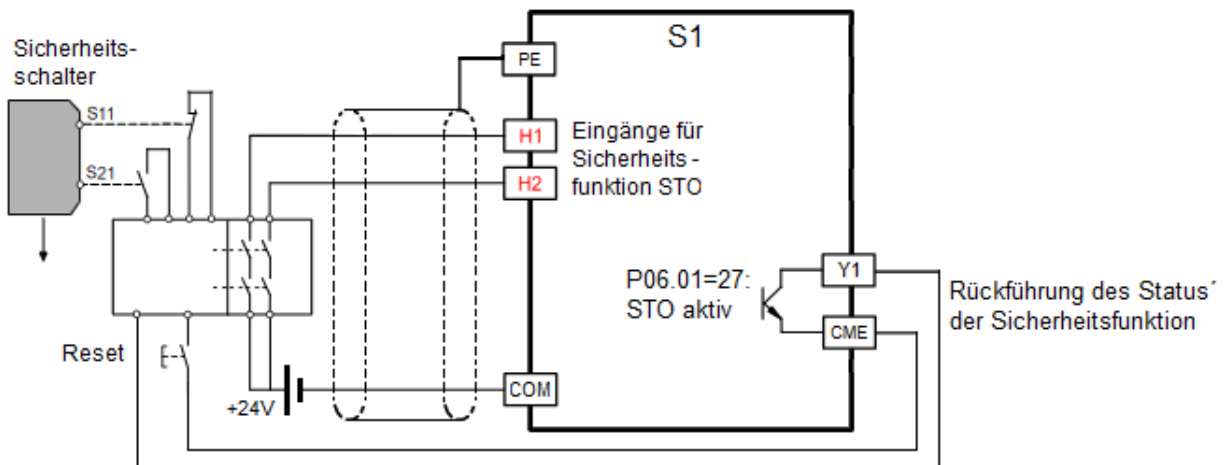 S1
Sicherheits-
schalter
PE
S11
H1
Eingänge für
Sicherheits -
funktion STO
S21
H2
P06.01=27:
STO aktiv
Y1
Rückführung des Status´
der Sicherheitsfunktion
CME
Reset
+24V
COM